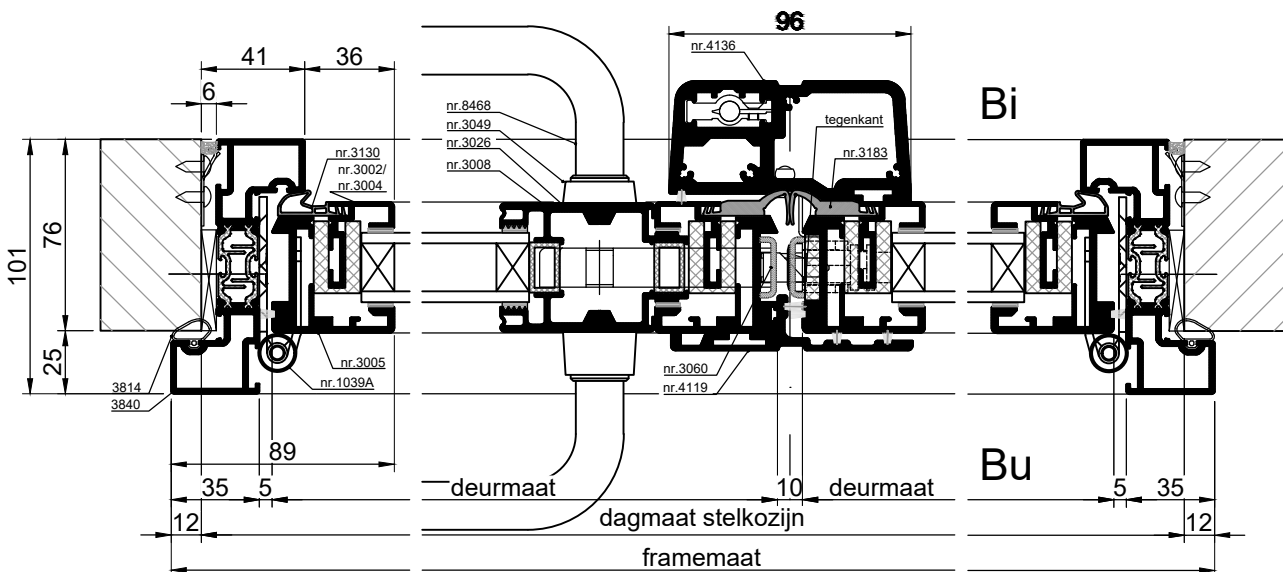 96
nr.4136
41
36
6
Bi
nr.8468
nr.3049
nr.3026
nr.3008
tegenkant
nr.3183
nr.3130
nr.3002/
nr.3004
101
76
25
nr.3005
nr.1039A
3814
3840
nr.3060
nr.4119
89
Bu
35
5
deurmaat
10
deurmaat
5
35
12
dagmaat stelkozijn
12
framemaat